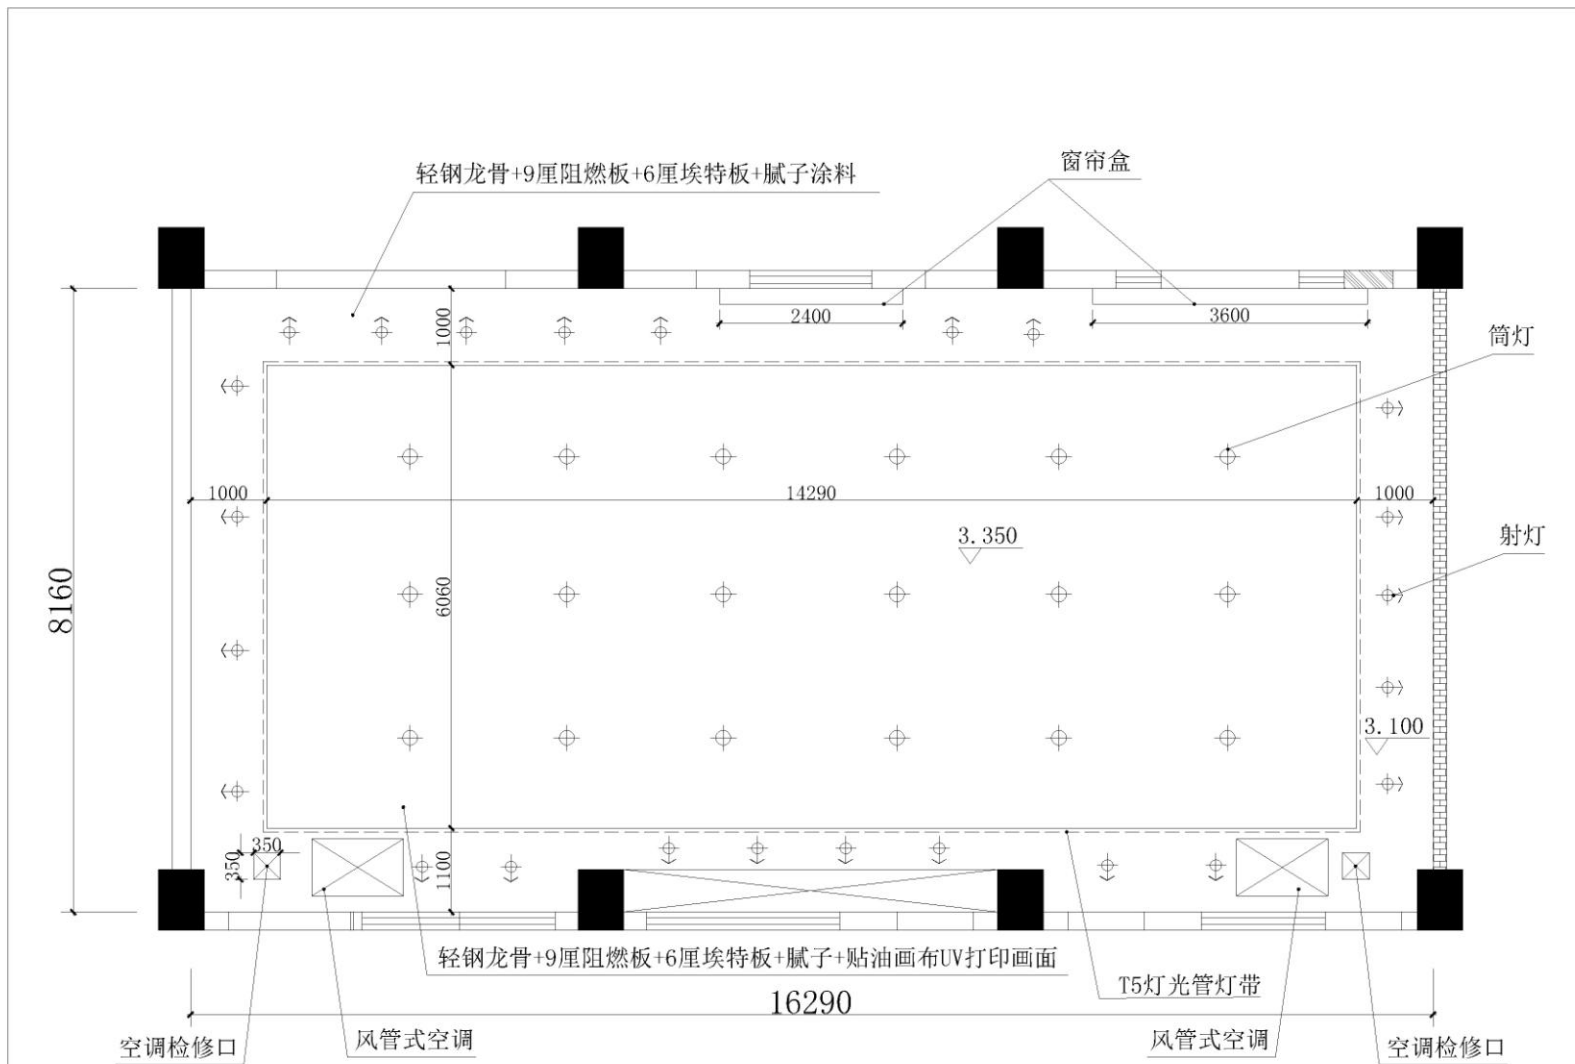 轻钢龙骨+9厘阻燃板+6厘埃特板+腻子涂料
窗帘盒
2400
3600
1000
筒灯
1000
14290
1000
3.350
射灯
8160
6060
3.100
350
350
1100
轻钢龙骨+9厘阻燃板+6厘埃特板+腻子+贴油画布UV打印画面
T5灯光管灯带
16290
空调检修口
风管式空调
风管式空调
空调检修口